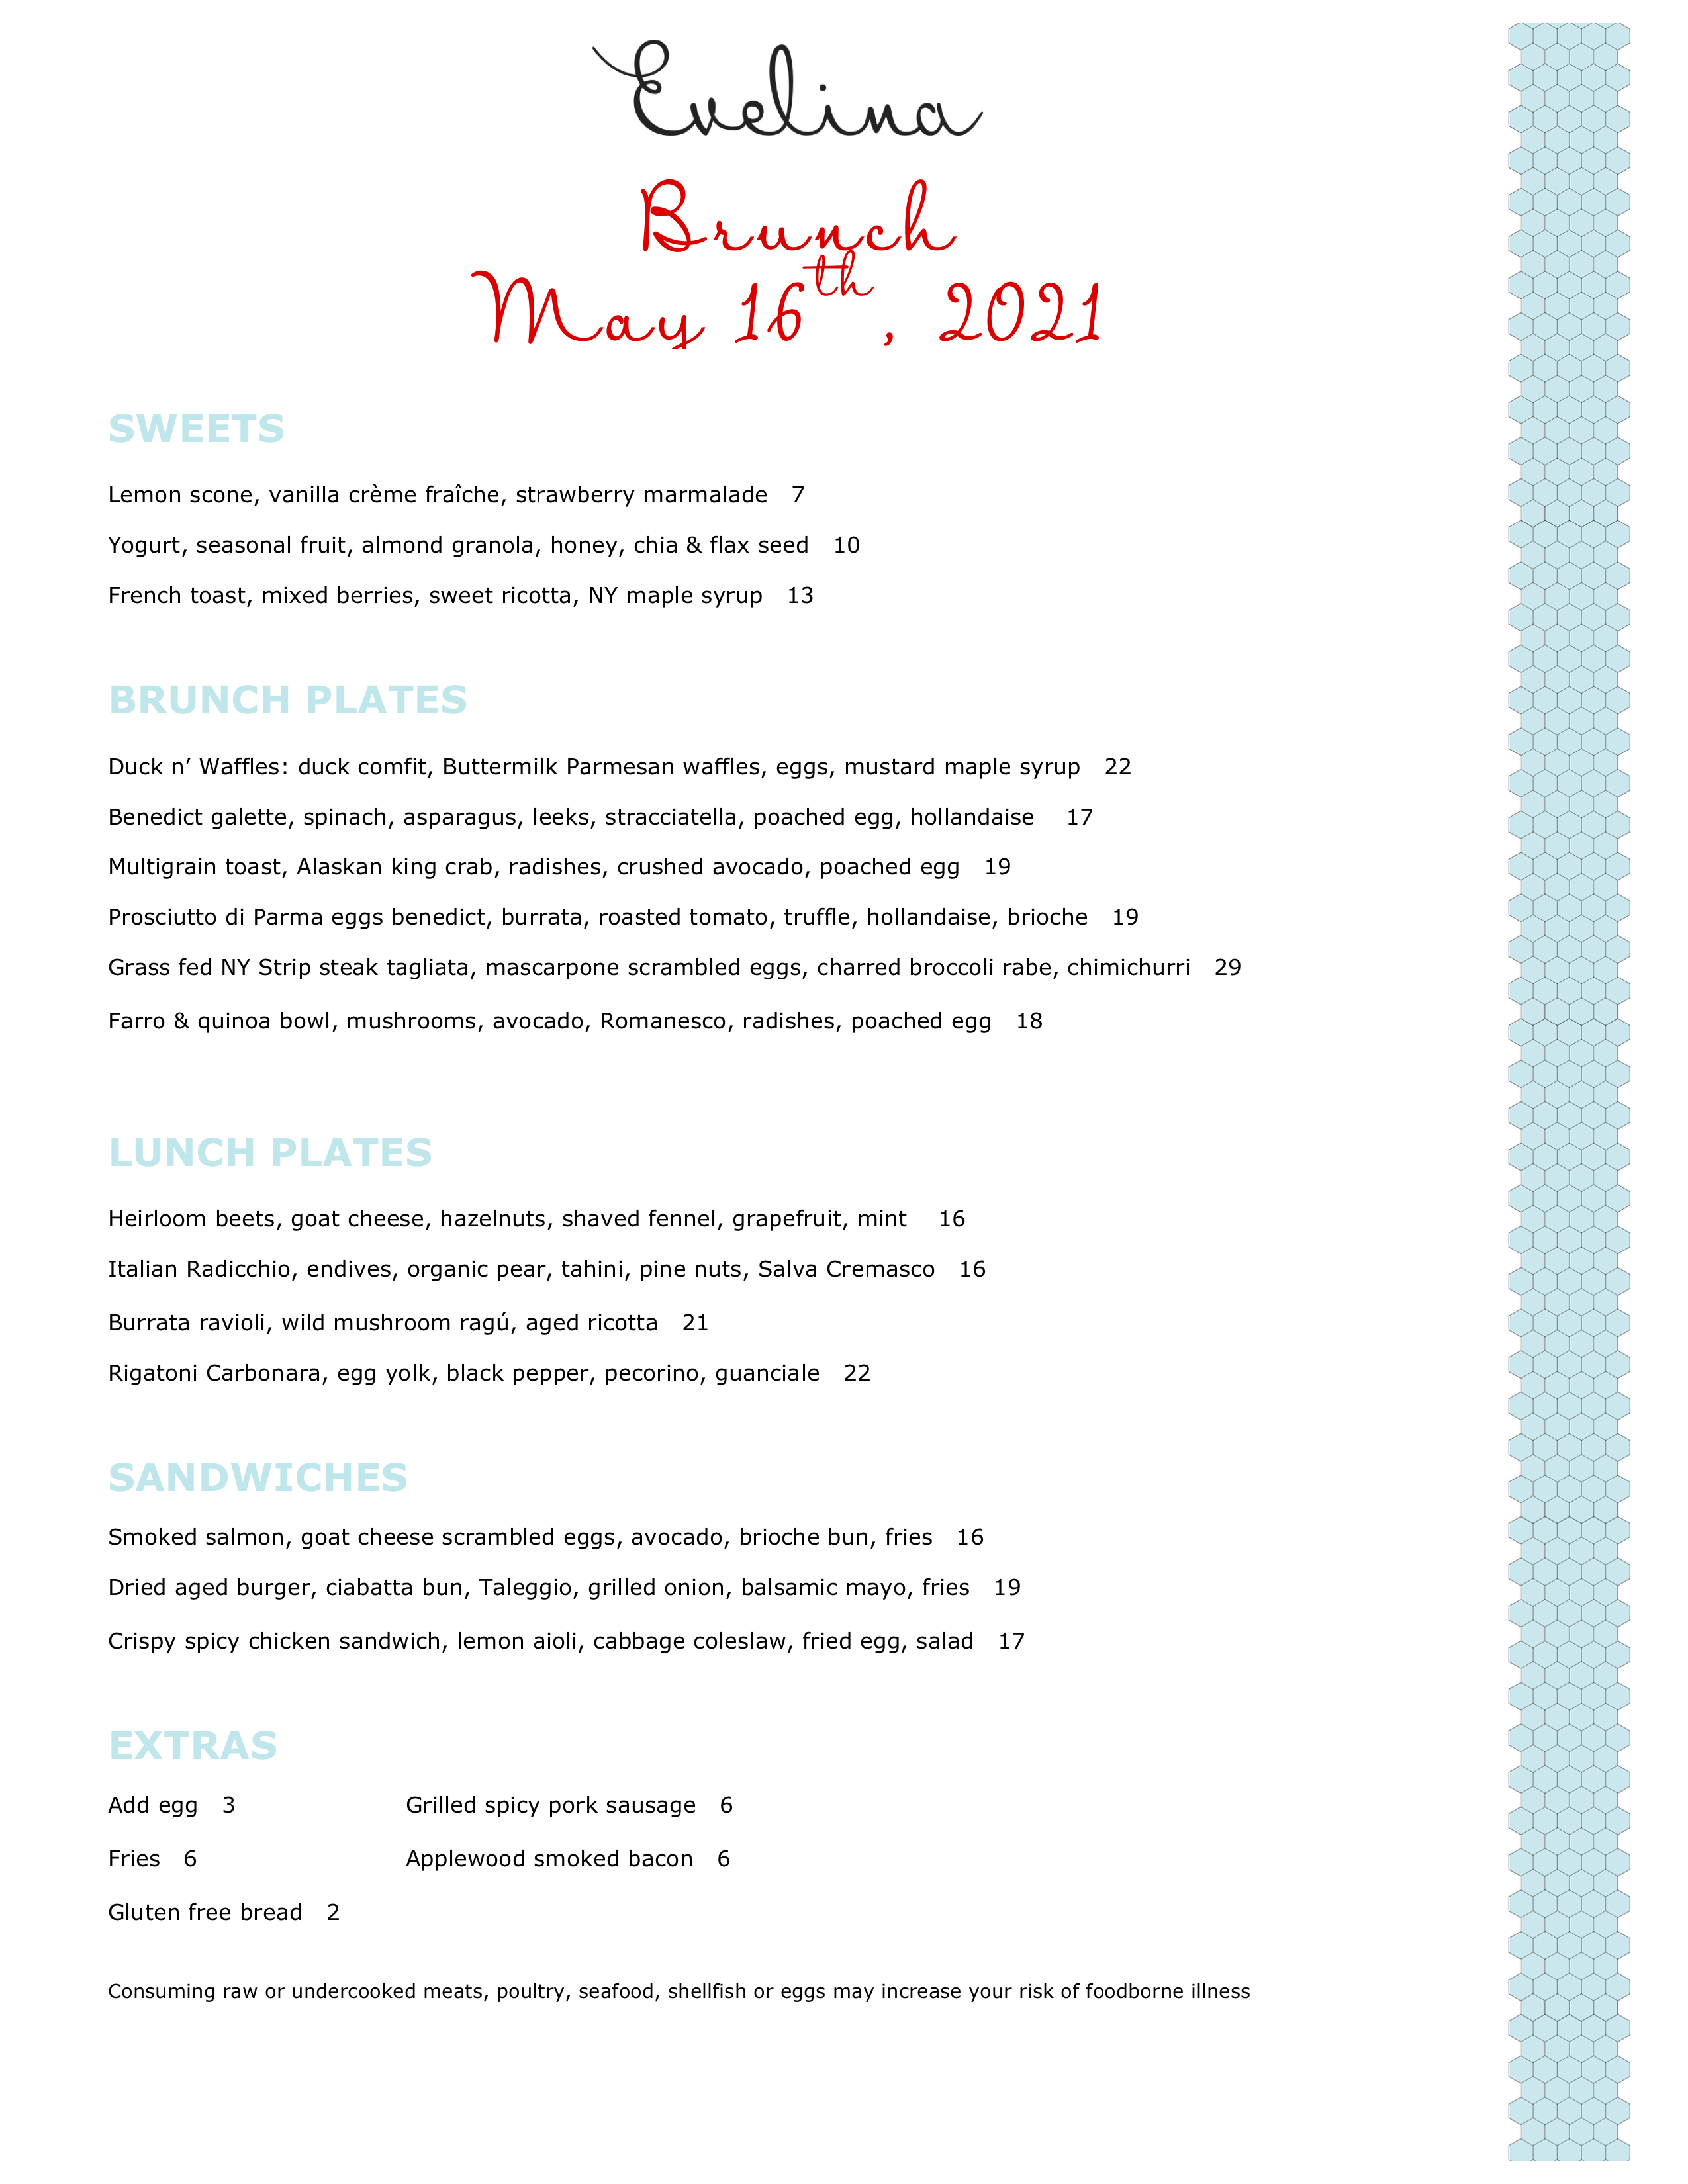 Evelina
Brunch
May 16th, 2021
SWEETS
Lemon scone, vanilla crème fraîche, strawberry marmalade 7
Yogurt, seasonal fruit, almond granola, honey, chia & flax seed 10
French toast, mixed berries, sweet ricotta, NY maple syrup 13
BRUNCH PLATES
Duck n’ Waffles: duck comfit, Buttermilk Parmesan waffles, eggs, mustard maple syrup 22
Benedict galette, spinach, asparagus, leeks, stracciatella, poached egg, hollandaise 17
Multigrain toast, Alaskan king crab, radishes, crushed avocado, poached egg 19
Prosciutto di Parma eggs benedict, burrata, roasted tomato, truffle, hollandaise, brioche 19
Grass fed NY Strip steak tagliata, mascarpone scrambled eggs, charred broccoli rabe, chimichurri 29
Farro & quinoa bowl, mushrooms, avocado, Romanesco, radishes, poached egg 18
LUNCH PLATES
Heirloom beets, goat cheese, hazelnuts, shaved fennel, grapefruit, mint 16
Italian Radicchio, endives, organic pear, tahini, pine nuts, Salva Cremasco 16
Burrata ravioli, wild mushroom ragú, aged ricotta 21
Rigatoni Carbonara, egg yolk, black pepper, pecorino, guanciale 22
SANDWICHES
Smoked salmon, goat cheese scrambled eggs, avocado, brioche bun, fries 16
Dried aged burger, ciabatta bun, Taleggio, grilled onion, balsamic mayo, fries 19
Crispy spicy chicken sandwich, lemon aioli, cabbage coleslaw, fried egg, salad 17
EXTRAS
Add egg 3 Grilled spicy pork sausage 6
Fries 6 Applewood smoked bacon 6
Gluten free bread 2
Consuming raw or undercooked meats, poultry, seafood, shellfish or eggs may increase your risk of foodborne illness